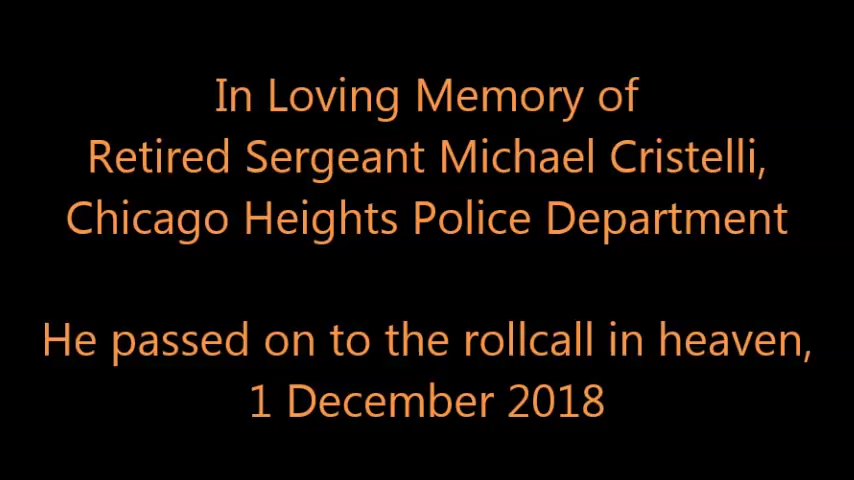 In Loving Memory of
Retired Sergeant Michael Cristelli,
Chicago Heights Police Department
He passed on to the rollcall in heaven,
1 December 2018